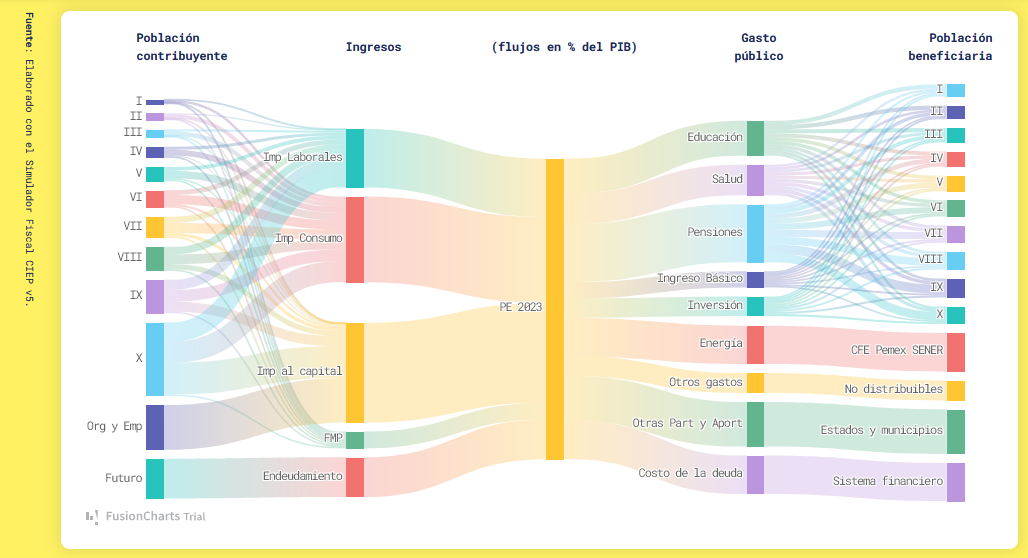 Fuente: Elaborado con el Simulador Fiscal CIEP v5.
Población
contribuyente
Ingresos
(flujos en % del PIB)
Gasto
público
Población
beneficiaria
I
II
III
IV
V
VI
VII
VIII
IX
X
Org y Emp
Futuro
Imp Laborales
Imp Consumo
Imp al capital
FMP
Endeudamiento
PE 2023
Educación
Salud
Pensiones
Ingreso Básico
Inversión
Energía
Otros gastos
Otras Part y Aport
Costo de la deuda
I
II
III
IV
V
VI
VII
VIII
IX
X
CFE Pemex SENER
No distribuibles
Estados y municipios
Sistema financiero
FusionCharts Trial